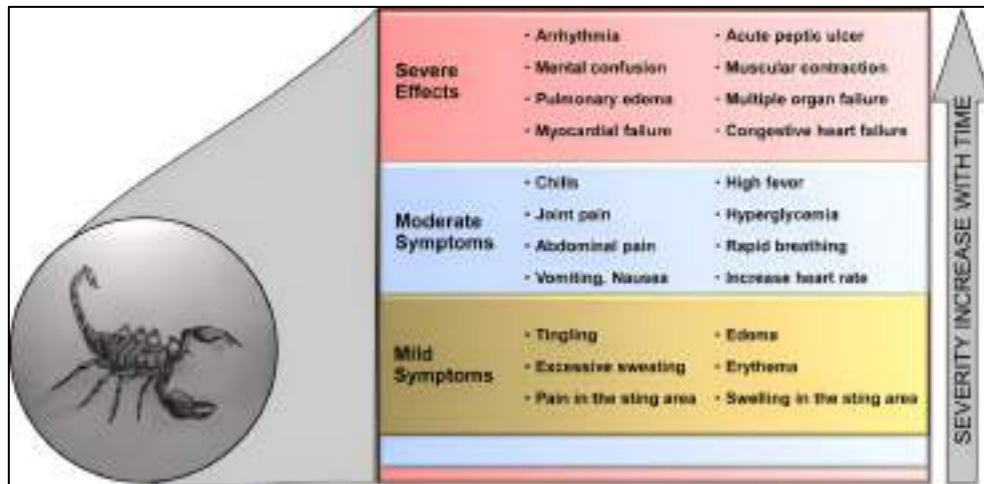 Severe
Effects
· Arrhythmia
· Mental confusion
· Pulmonary edema
· Myocardial failure
· Acute peptic ulcer
· Muscular contraction
· Multiple organ failure
· Congestive heart failure
Moderate
Symptoms
· Chills
· Joint pain
· Abdominal pain
· Vomiting, Nausea
· High fever
· Hyperglycemia
· Rapid breathing
· Increase heart rate
Mild
Symptoms
· Tingling
· Excessive sweating
· Pain in the sting area
· Edema
· Erythema
· Swelling in the sting area
SEVERITY INCREASE WITH TIME